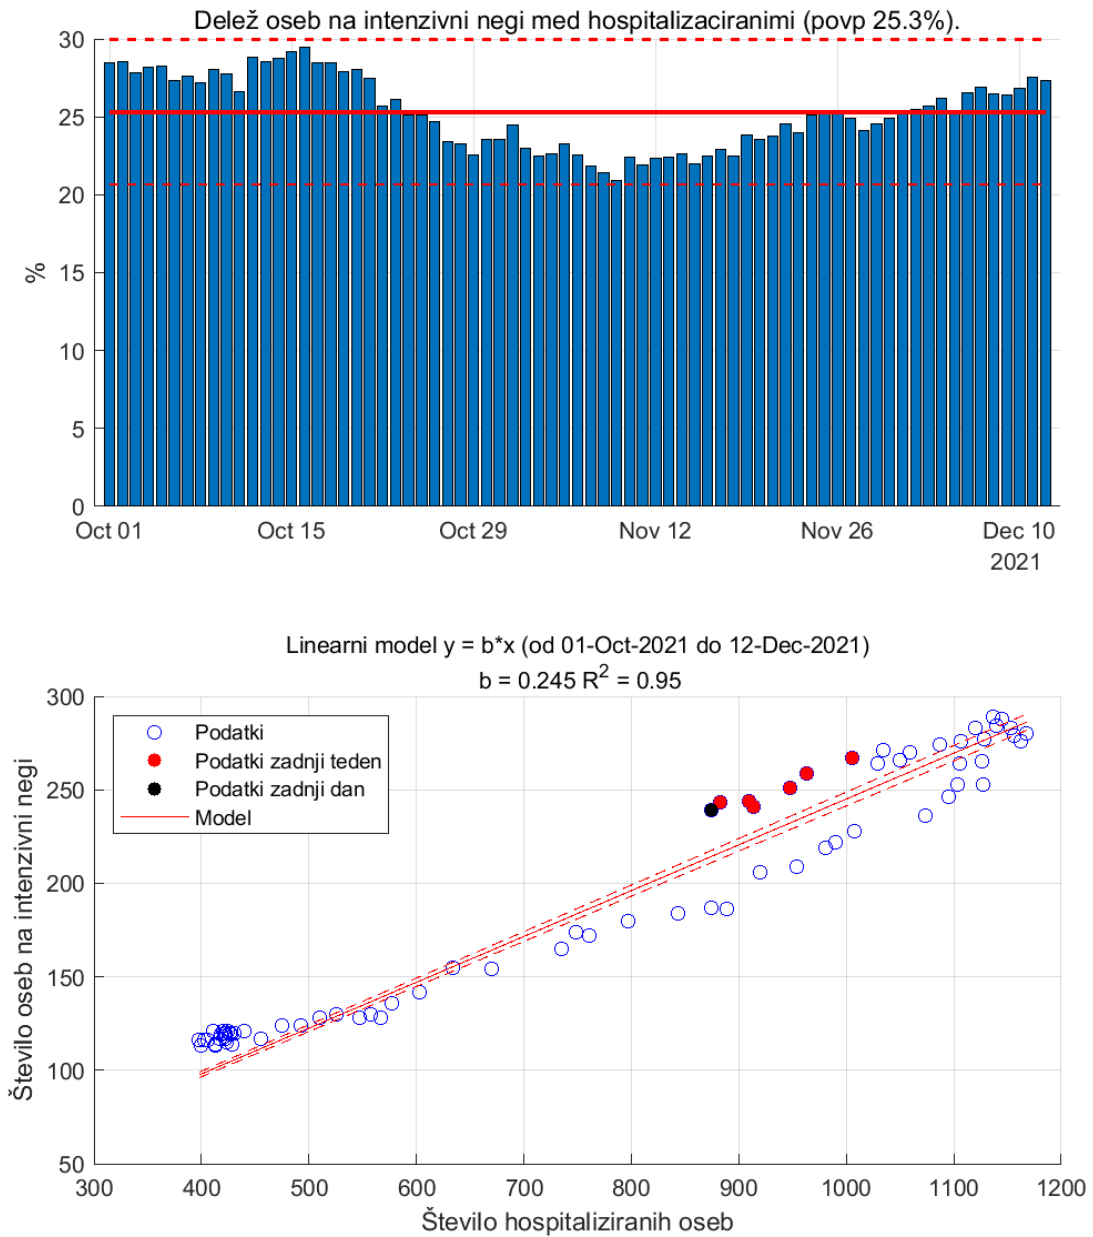 Delež oseb na intenzivni negi med hospitalizaciranimi (povp 25.3%).
30
25
20
15
10
5
0
%
Oct 01 Oct 15 Oct 29 Nov 12 Nov 26 Dec 10
2021
Linearni model y = b*x (od 01-Oct-2021 do 12-Dec-2021)
b = 0.245 R² = 0.95
300
250
200
150
100
50
Število oseb na intenzivni negi
Podatki
Podatki zadnji teden
Podatki zadnji dan
Model
300 400 500 600 700 800 900 1000 1100 1200
Število hospitaliziranih oseb